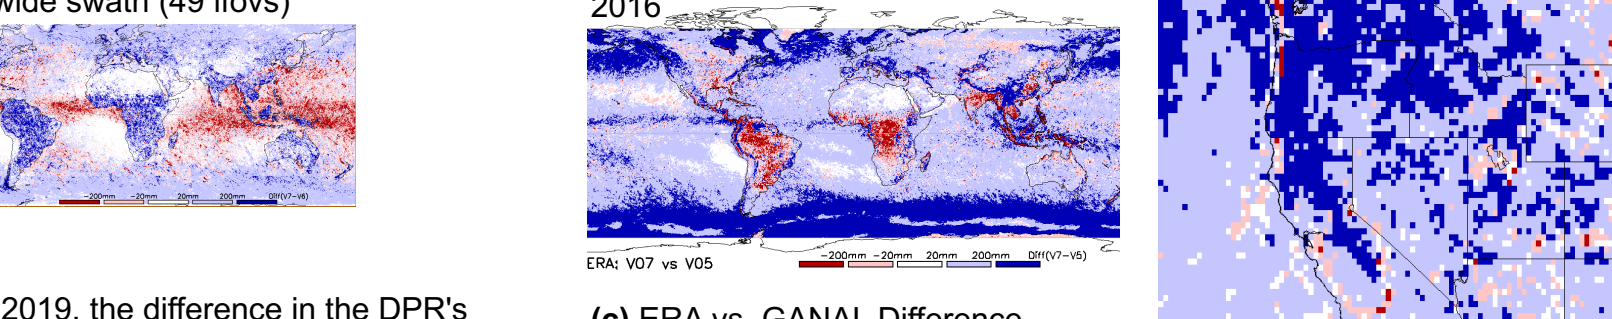 wide swath (49 ifovs)
−200mm −20mm 20mm 200mm Diff(V7−V6)
2019, the difference in the DPR's
2016
ERA: V07 vs V05
−200mm −20mm 20mm 200mm Diff(V7−V5)
(c) ERA vs. GANAL Difference